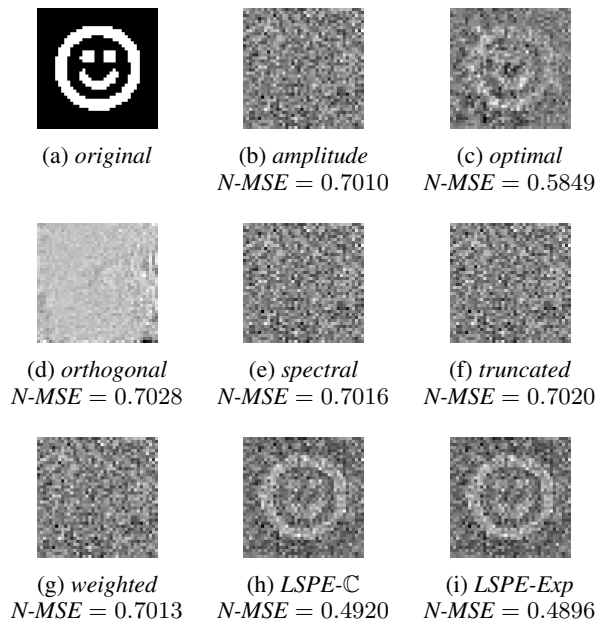 (a) original
(b) amplitude
N-MSE = 0.7010
(c) optimal
N-MSE = 0.5849
(d) orthogonal
N-MSE = 0.7028
(e) spectral
N-MSE = 0.7016
(f) truncated
N-MSE = 0.7020
(g) weighted
N-MSE = 0.7013
(h) LSPE-ℂ
N-MSE = 0.4920
(i) LSPE-Exp
N-MSE = 0.4896